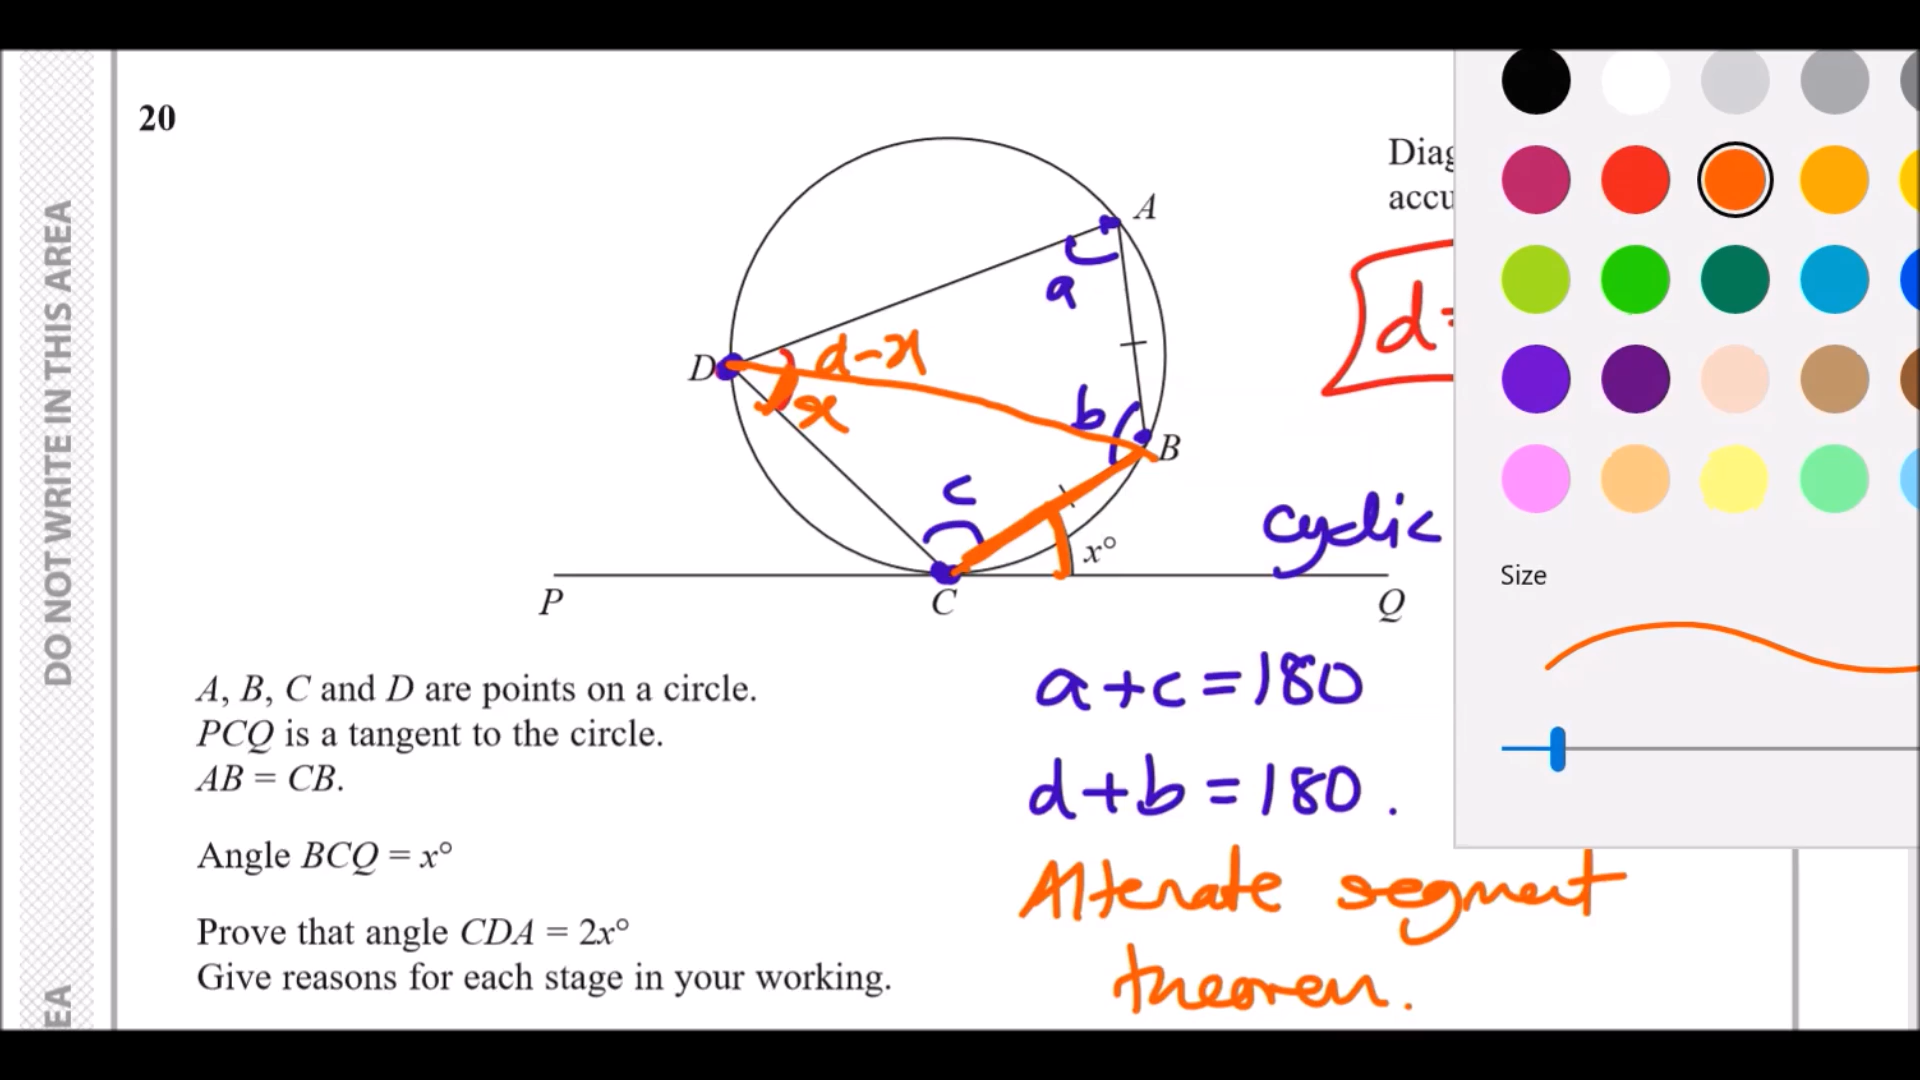 DO NOT WRITE IN THIS AREA
EA
20
Diag
accu
A
a
d=
D
d-x
x
b
B
c
cyclic
x°
P
C
Q
Size
A, B, C and D are points on a circle.
PCQ is a tangent to the circle.
AB = CB.
Angle BCQ = x°
Prove that angle CDA = 2x°
Give reasons for each stage in your working.
a+c=180
d+b=180.
Alternate segment
theorem.